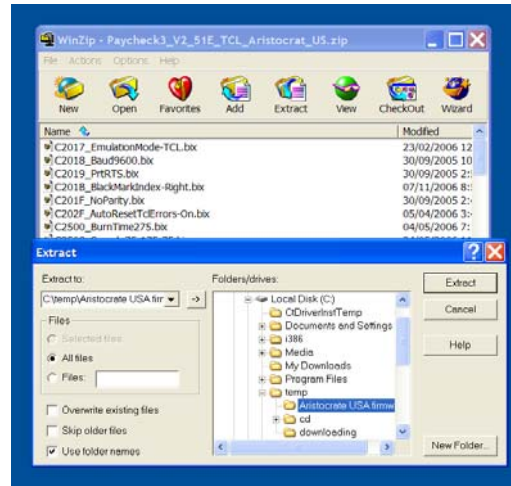 WinZip - Paycheck3_V2_51E_TCL_Aristocrat_US.zip
File Actions Options Help
New Open Favorites Add Extract View CheckOut Wizard
Name Modified
C2017_EmulationMode-TCL.bix 23/02/2006 12
C2018_Baud9600.bix 30/09/2005 10
C2019_PrtRTS.bix 30/09/2005 2:
C2018_BlackMarkIndex-Right.bix 07/11/2006 8:
C201F_NoParity.bix 30/09/2005 2:
C202F_AutoResetTclErrors-On.bix 05/04/2006 3:
C2500_BurnTime275.bix 04/05/2006 7:
Extract
Extract to: Folders/drives:
C:\temp\Aristocrate USA firr -> Local Disk (C:) Extract
CtDriverInstTemp
Files Documents and Settings Cancel
Selected files i386
All files Media Help
My Downloads
Files: Program Files
temp
Overwrite existing files Aristocrate USA firmw
Skip older files cd
downloading
Use folder names New Folder...